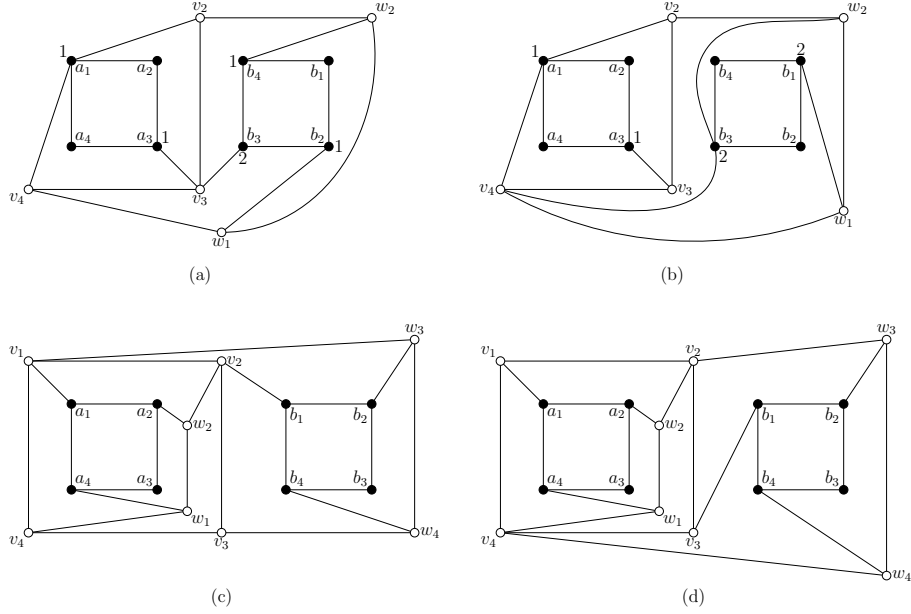 v2 w2 v2 w2
1 1 1 2
a1 a2 b4 b1 a1 a2 b4 b1
a4 a3 1 b3 b2 1 a4 a3 1 b3 b2
2 2
v4 v3 v4 v3
w1 w1
(a) (b)
w3 w3
v1 v2 v1 v2
a1 a2 b1 b2 a1 a2 b1 b2
w2 w2
a4 a3 b4 b3 a4 a3 b4 b3
w1 w1
v4 v3 w4 v4 v3
w4
(c) (d)